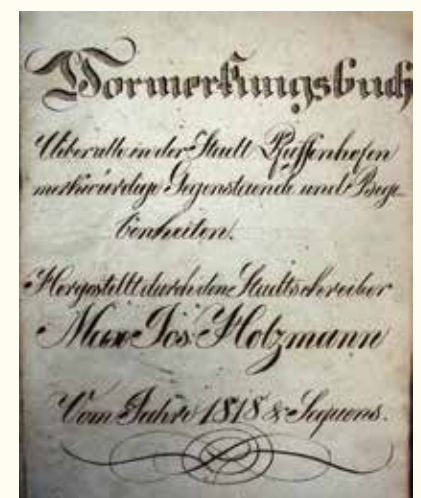 Vormerkungsbuch
Ueber alle in der Stadt Pfaffenhofen
merkwürdige Gegenstaende und Bege-
benheiten.
Hergestellt durch den Stadtschreiber
Max Jos: Holzmann
Vom Jahre 1818 & Sequens.